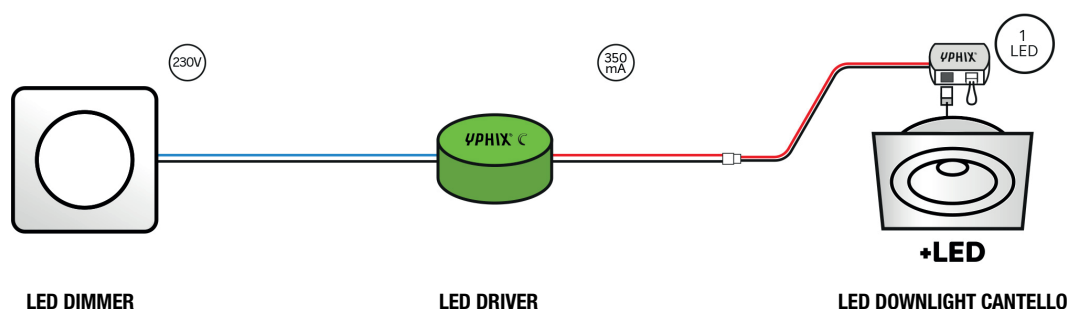 230V
350
mA
1
LED
YPHIX®
YPHIX®
+LED
LED DIMMER
LED DRIVER
LED DOWNLIGHT CANTELLO